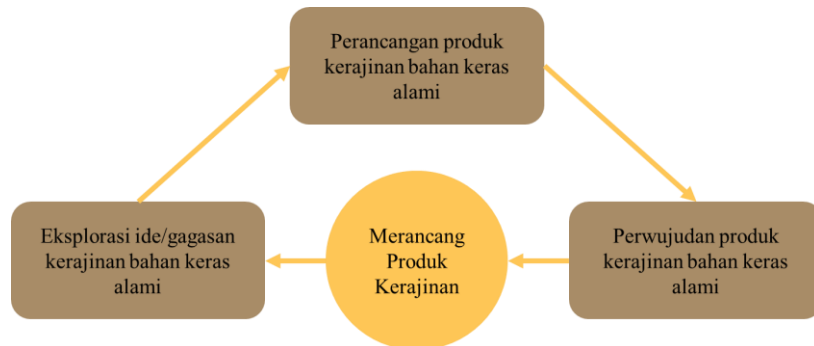 Perancangan produk
kerajinan bahan keras
alami
Eksplorasi ide/gagasan
kerajinan bahan keras
alami
Merancang
Produk
Kerajinan
Perwujudan produk
kerajinan bahan keras
alami